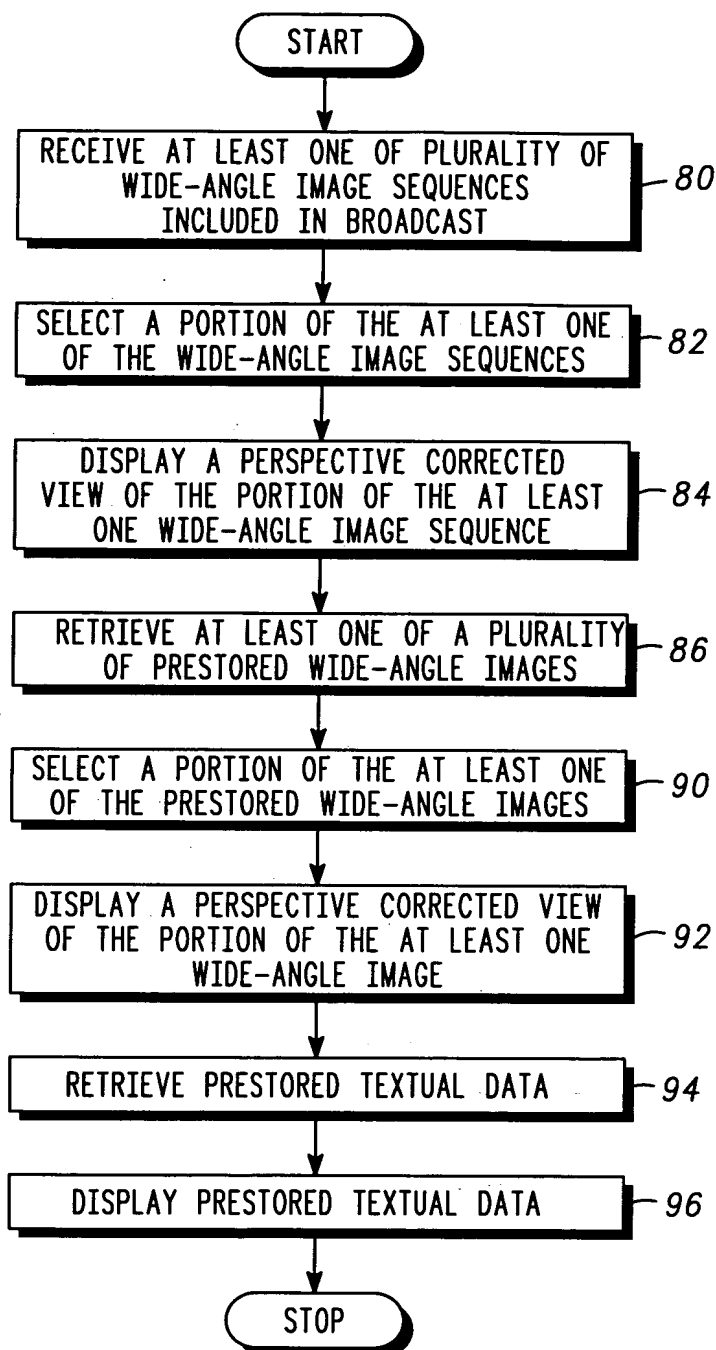 START
RECEIVE AT LEAST ONE OF PLURALITY OF
WIDE-ANGLE IMAGE SEQUENCES
INCLUDED IN BROADCAST
80
SELECT A PORTION OF THE AT LEAST ONE
OF THE WIDE-ANGLE IMAGE SEQUENCES
82
DISPLAY A PERSPECTIVE CORRECTED
VIEW OF THE PORTION OF THE AT LEAST
ONE WIDE-ANGLE IMAGE SEQUENCE
84
RETRIEVE AT LEAST ONE OF A PLURALITY
OF PRESTORED WIDE-ANGLE IMAGES
86
SELECT A PORTION OF THE AT LEAST ONE
OF THE PRESTORED WIDE-ANGLE IMAGES
90
DISPLAY A PERSPECTIVE CORRECTED VIEW
OF THE PORTION OF THE AT LEAST ONE
WIDE-ANGLE IMAGE
92
RETRIEVE PRESTORED TEXTUAL DATA
94
DISPLAY PRESTORED TEXTUAL DATA
96
STOP